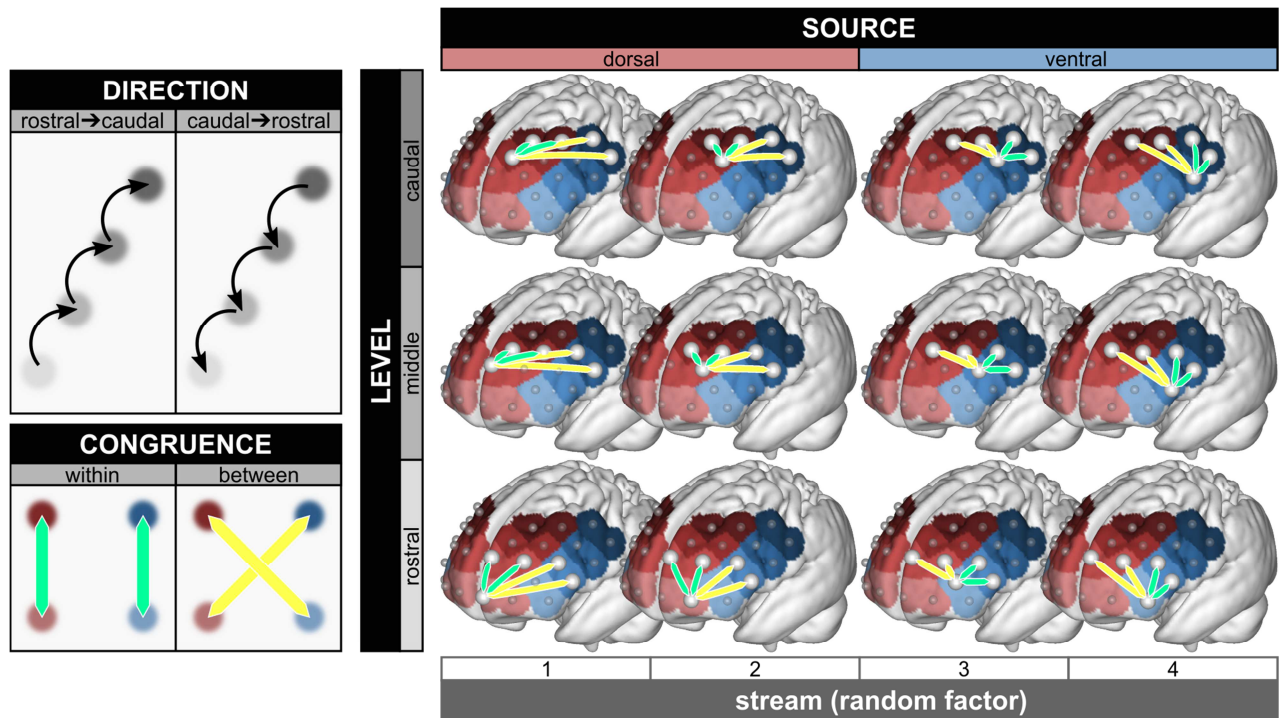 SOURCE
dorsal
ventral
DIRECTION
rostral➔caudal
caudal➔rostral
CONGRUENCE
within
between
LEVEL
caudal
middle
rostral
1
2
3
4
stream (random factor)